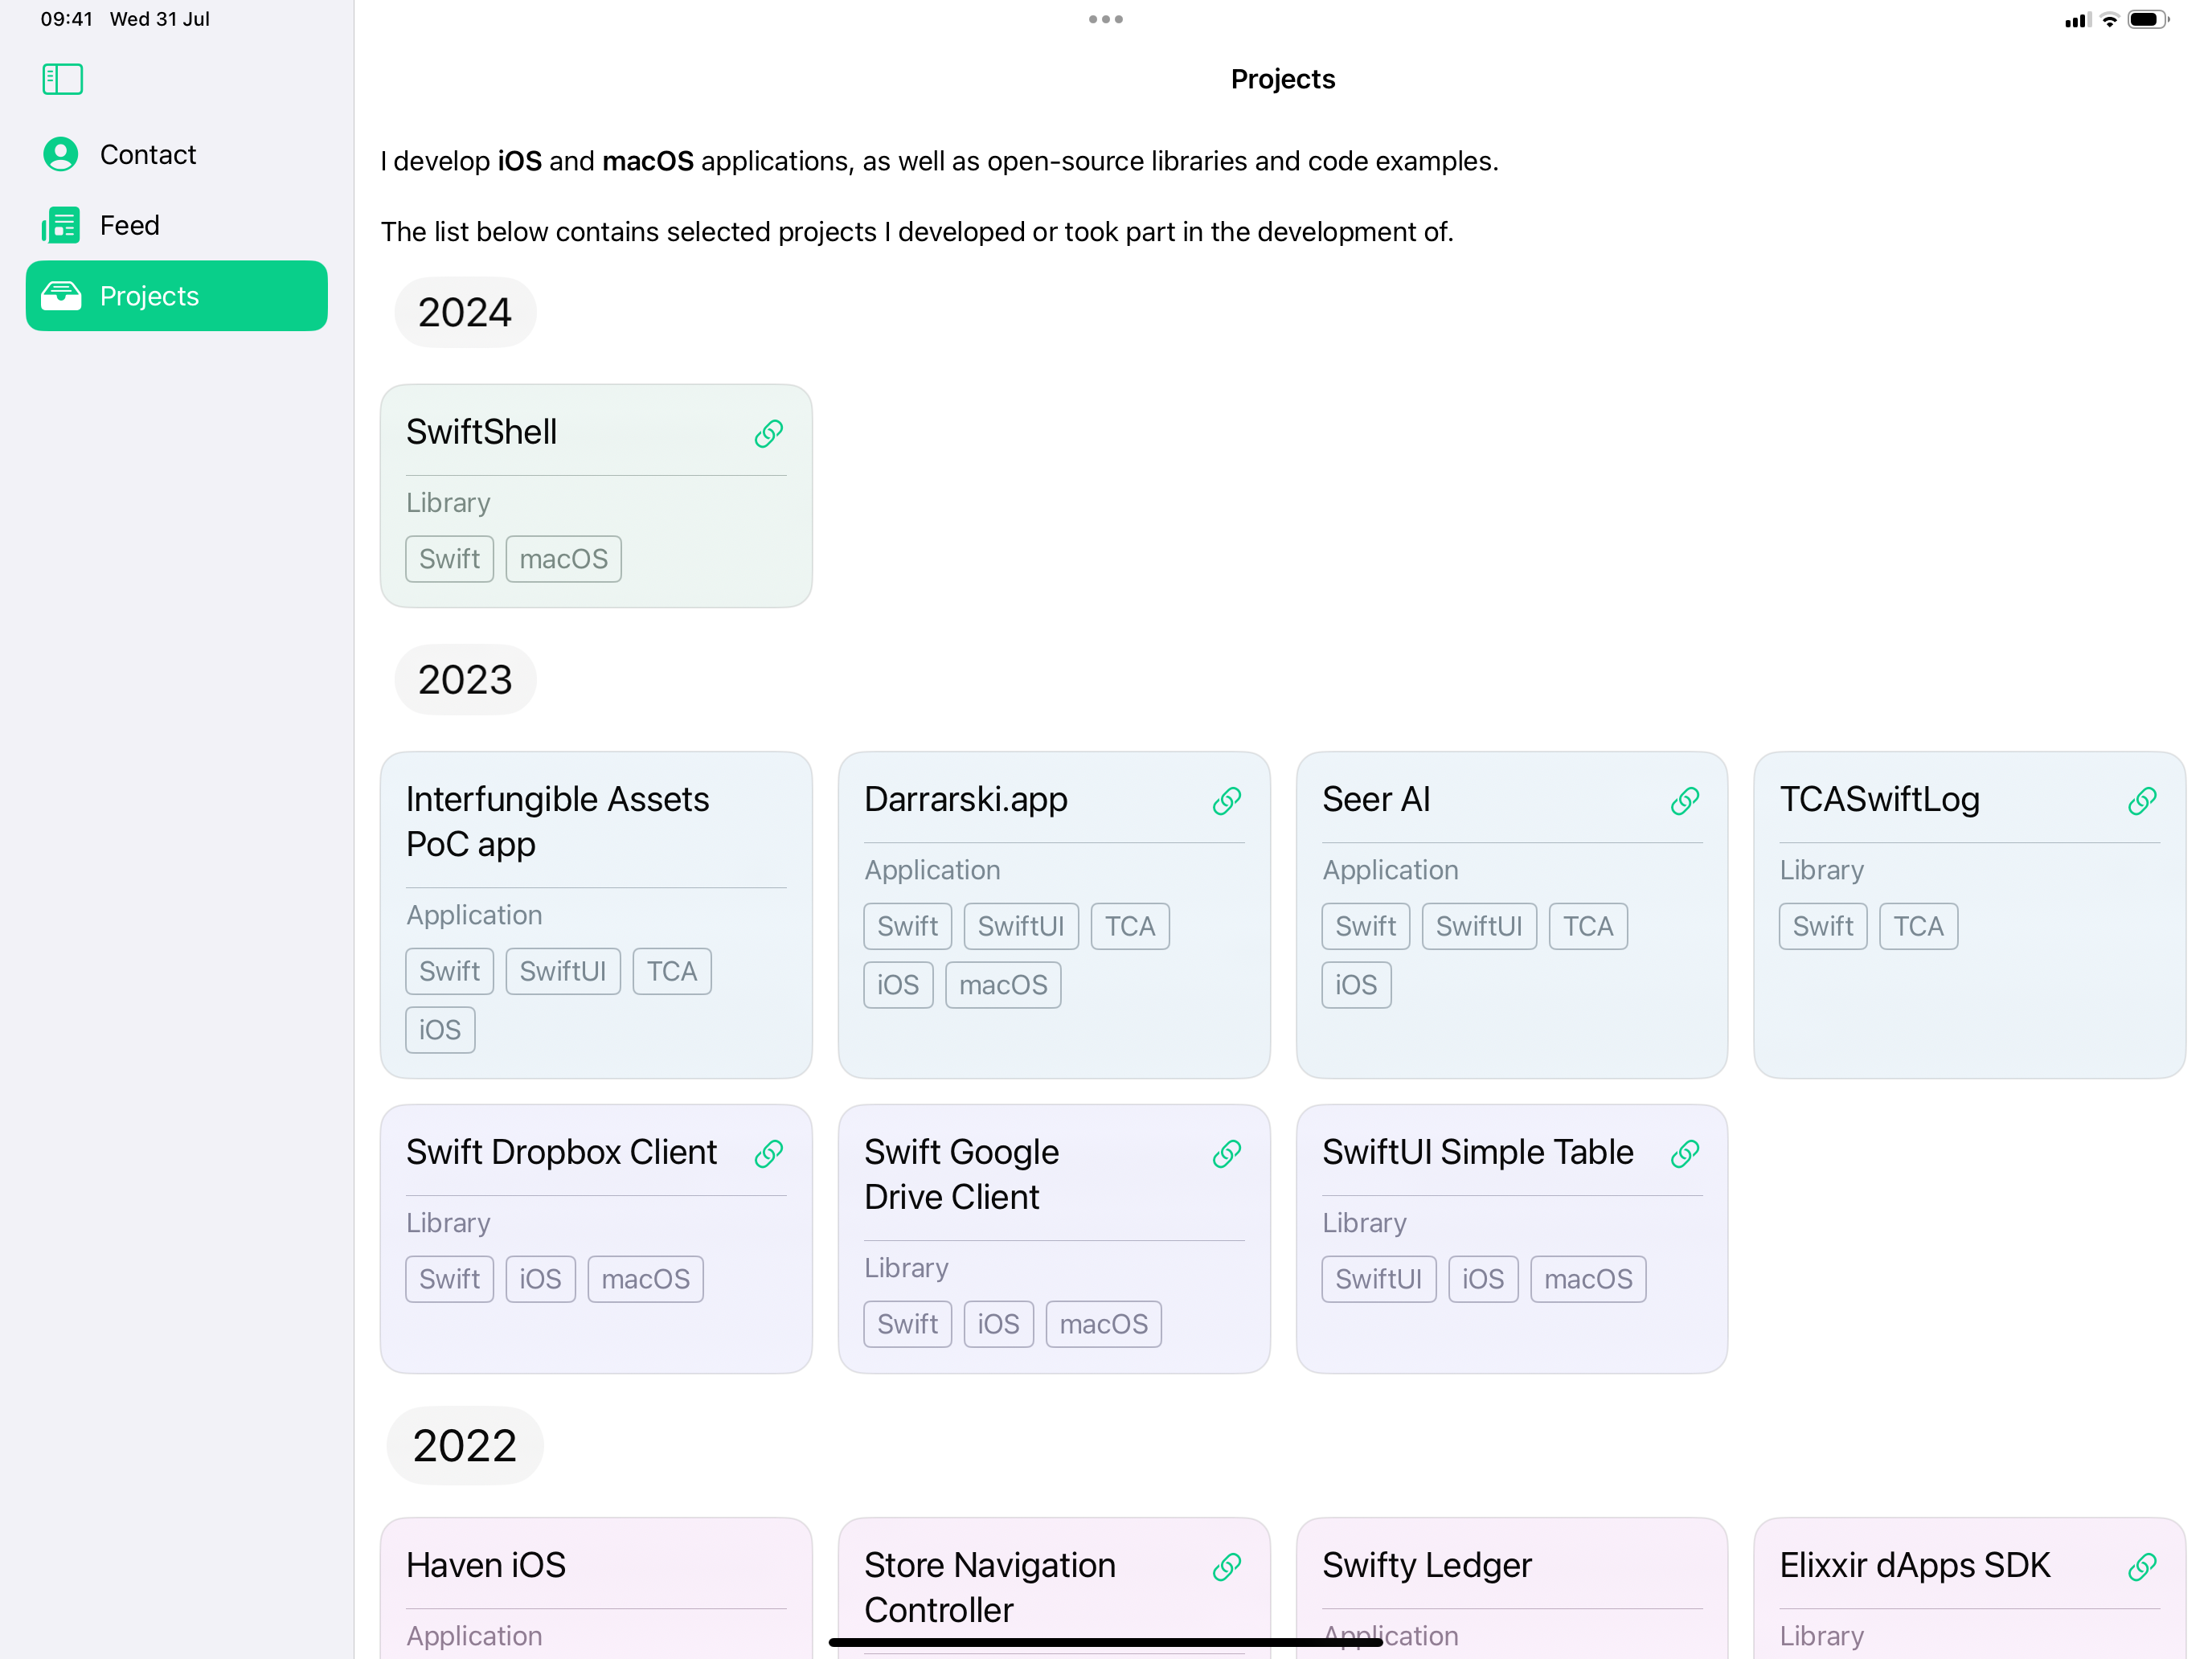 09:41 Wed 31 Jul
Contact
Feed
Projects
Projects
I develop iOS and macOS applications, as well as open-source libraries and code examples.
The list below contains selected projects I developed or took part in the development of.
2024
SwiftShell
Library
Swift macOS
2023
Interfungible Assets
PoC app
Application
Swift SwiftUI TCA
iOS
Darrarski.app
Application
Swift SwiftUI TCA
iOS macOS
Seer AI
Application
Swift SwiftUI TCA
iOS
TCASwiftLog
Library
Swift TCA
Swift Dropbox Client
Library
Swift iOS macOS
Swift Google
Drive Client
Library
Swift iOS macOS
SwiftUI Simple Table
Library
SwiftUI iOS macOS
2022
Haven iOS
Application
Store Navigation
Controller
Swifty Ledger
Application
Elixxir dApps SDK
Library